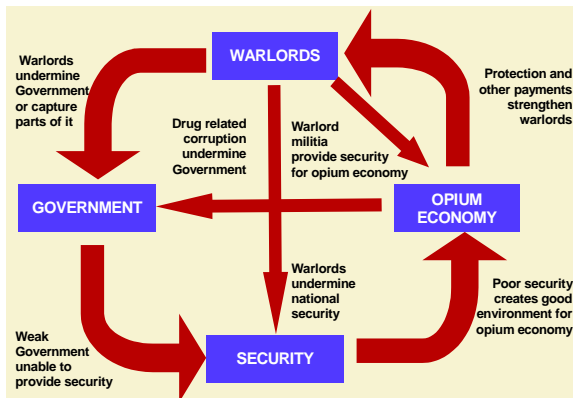 WARLORDS
Warlords
undermine
Government
or capture
parts of it
Protection and
other payments
strengthen
warlords
Drug related
corruption
undermine
Government
Warlord
militia
provide security
for opium economy
GOVERNMENT
OPIUM
ECONOMY
Warlords
undermine
national
security
Poor security
creates good
environment for
opium economy
Weak
Government
unable to
provide security
SECURITY